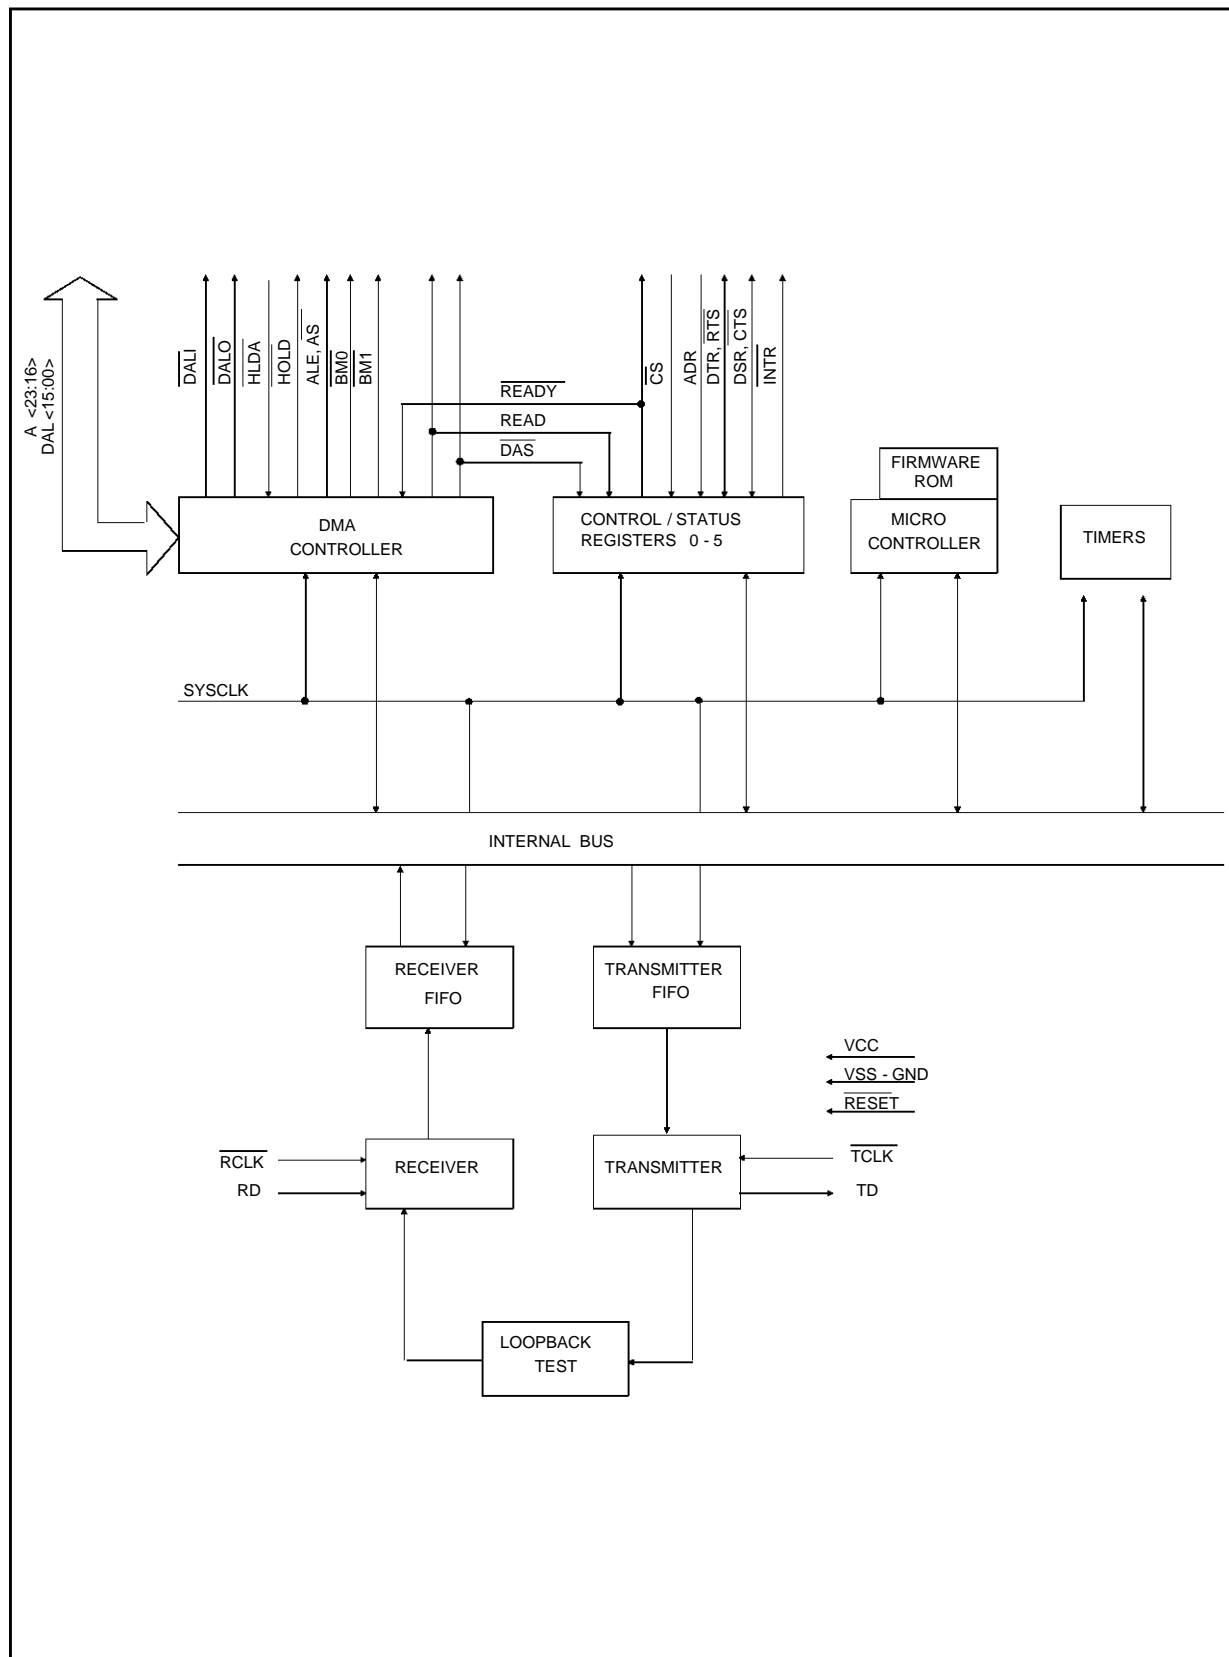 A <23:16>
DAL <15:00>
DALI
DALO
HLDA
HOLD
ALE, AS
BM0
BM1
READY
READ
DAS
CS
ADR
DTR, RTS
DSR, CTS
INTR
DMA
CONTROLLER
CONTROL / STATUS
REGISTERS 0 - 5
FIRMWARE
ROM
MICRO
CONTROLLER
TIMERS
SYSCLK
INTERNAL BUS
RECEIVER
FIFO
TRANSMITTER
FIFO
VCC
VSS - GND
RESET
RCLK
RD
RECEIVER
TRANSMITTER
TCLK
TD
LOOPBACK
TEST